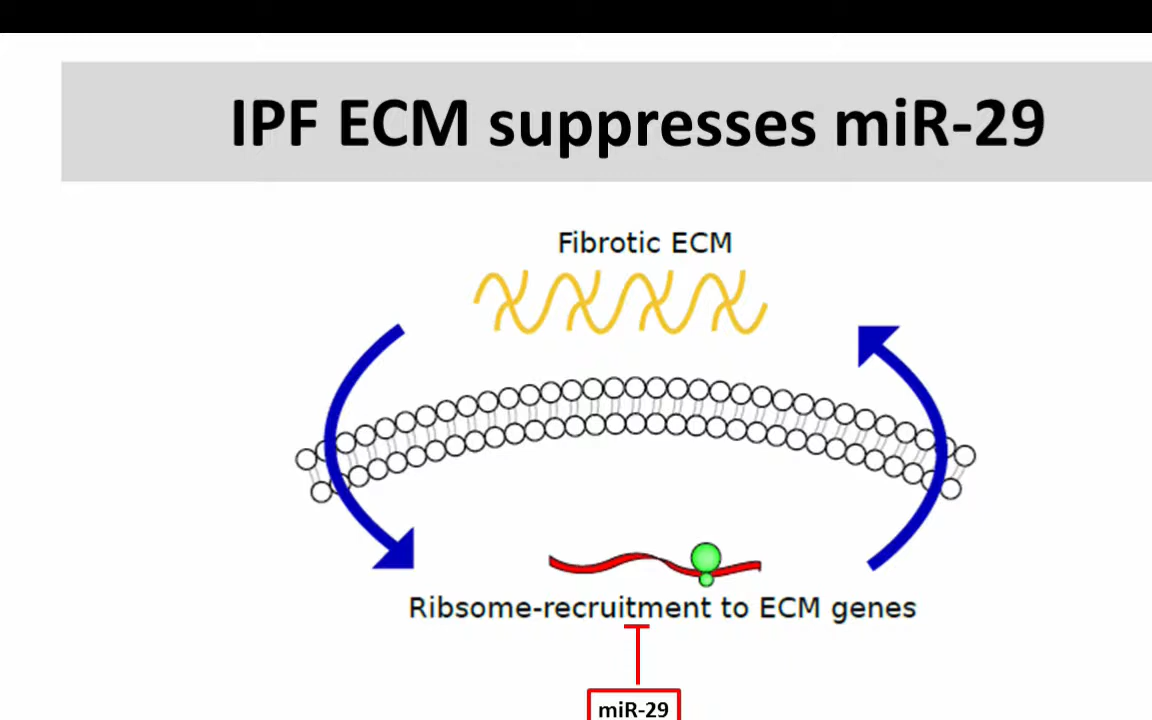 IPF ECM suppresses miR-29
Fibrotic ECM
Ribsome-recruitment to ECM genes
miR-29